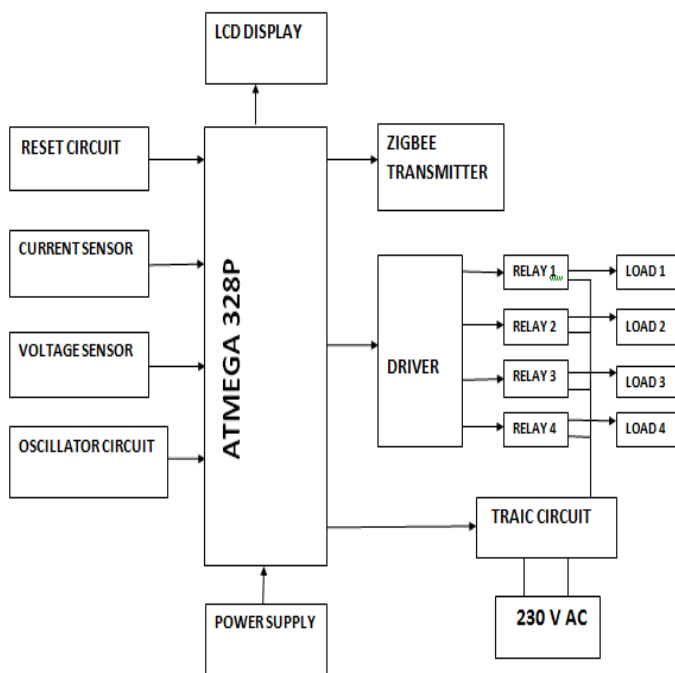 LCD DISPLAY
RESET CIRCUIT
ZIGBEE
TRANSMITTER
CURRENT SENSOR
ATMEGA 328P
VOLTAGE SENSOR
OSCILLATOR CIRCUIT
DRIVER
RELAY 1
LOAD 1
RELAY 2
LOAD 2
RELAY 3
LOAD 3
RELAY 4
LOAD 4
TRAIC CIRCUIT
230 V AC
POWER SUPPLY